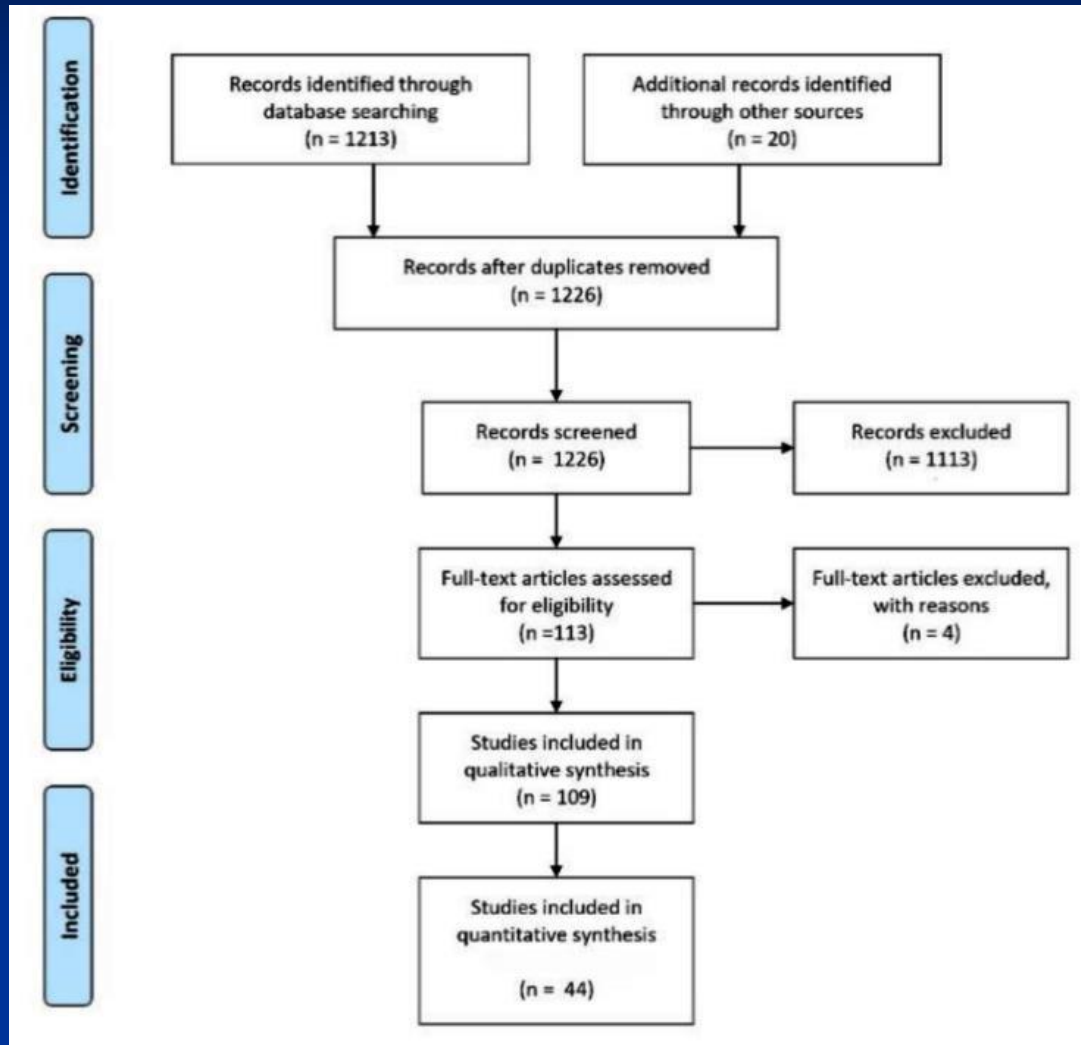 Identification
Records identified through
database searching
(n = 1213)
Additional records identified
through other sources
(n = 20)
Records after duplicates removed
(n = 1226)
Screening
Records screened
(n =  1226)
Records excluded
(n = 1113)
Eligibility
Full-text articles assessed
for eligibility
(n =113)
Full-text articles excluded,
with reasons
(n = 4)
Studies included in
qualitative synthesis
(n = 109)
Included
Studies included in
quantitative synthesis
(n =  44)